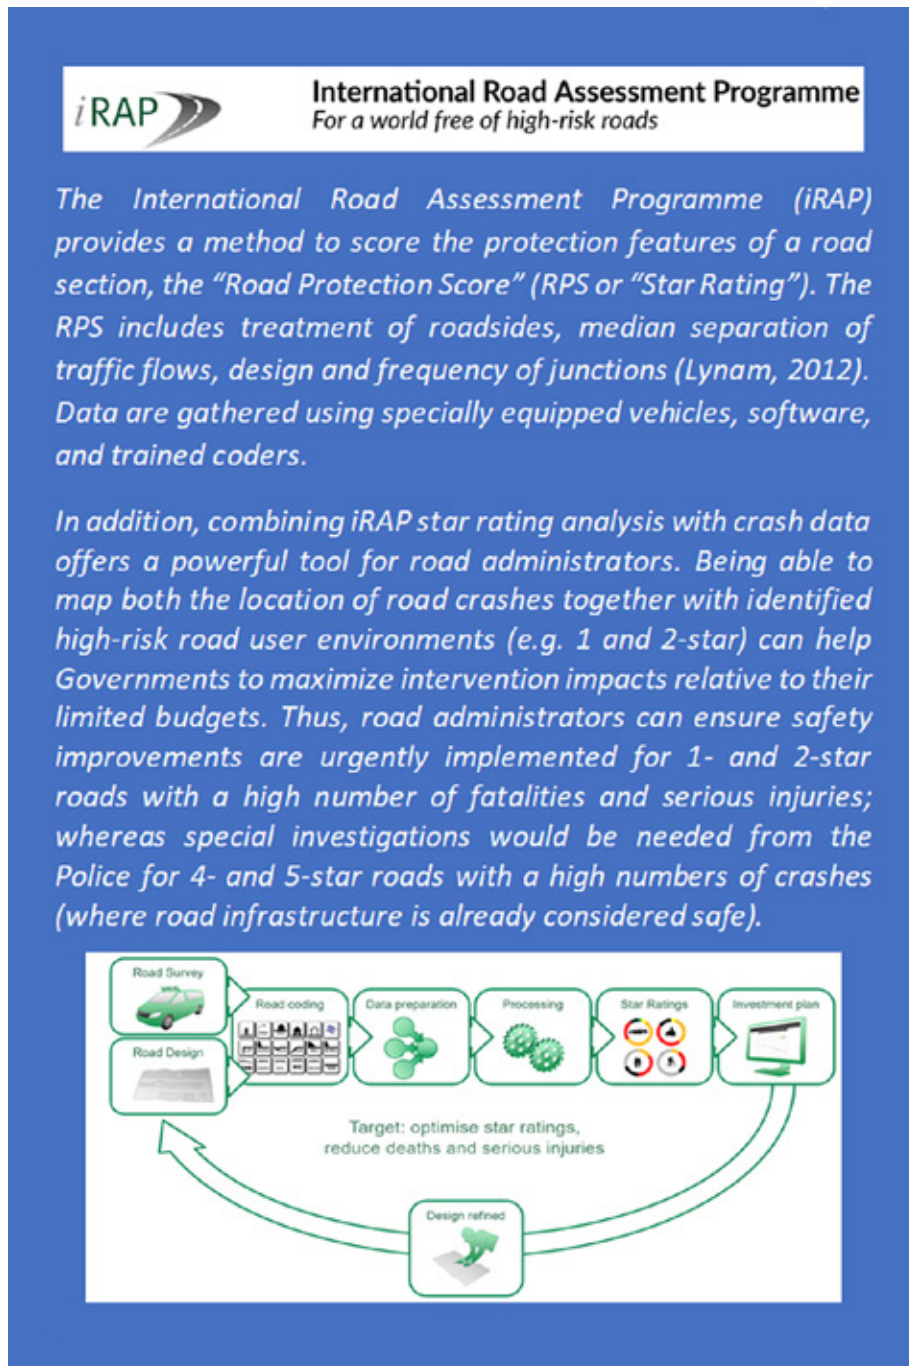 iRAP
International Road Assessment Programme
For a world free of high-risk roads
The International Road Assessment Programme (iRAP)
provides a method to score the protection features of a road
section, the “Road Protection Score” (RPS or “Star Rating”). The
RPS includes treatment of roadsides, median separation of
traffic flows, design and frequency of junctions (Lynam, 2012).
Data are gathered using specially equipped vehicles, software,
and trained coders.
In addition, combining iRAP star rating analysis with crash data
offers a powerful tool for road administrators. Being able to
map both the location of road crashes together with identified
high-risk road user environments (e.g. 1 and 2-star) can help
Governments to maximize intervention impacts relative to their
limited budgets. Thus, road administrators can ensure safety
improvements are urgently implemented for 1- and 2-star
roads with a high number of fatalities and serious injuries;
whereas special investigations would be needed from the
Police for 4- and 5-star roads with a high numbers of crashes
(where road infrastructure is already considered safe).
Road Survey
Road Design
Road coding
Data preparation
Processing
Star Ratings
Investment plan
Target: optimise star ratings,
reduce deaths and serious injuries
Design refined